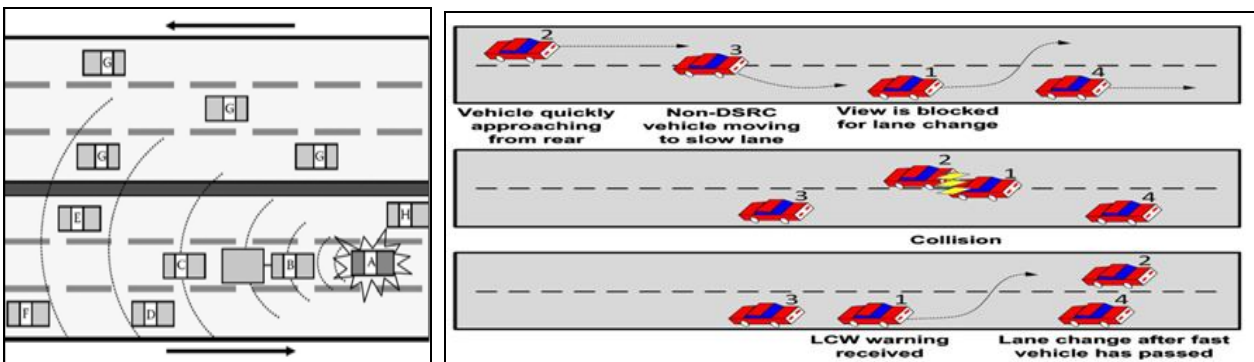 G
G
G
G
E
H
C
B
A
F
D
2
3
1
4
Vehicle quickly
approaching
from rear
Non-DSRC
vehicle moving
to slow lane
View is blocked
for lane change
2
1
3
4
Collision
2
3
1
4
LCW warning
received
Lane change after fast
vehicle has passed